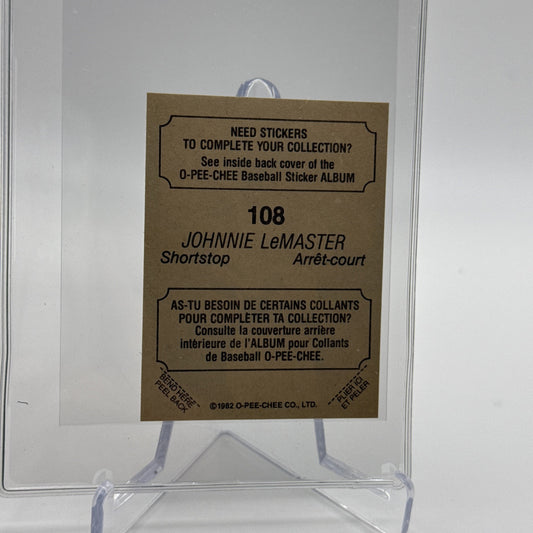 NEED STICKERS
TO COMPLETE YOUR COLLECTION?
See inside back cover of the
O-PEE-CHEE Baseball Sticker ALBUM
108
JOHNNIE LeMASTER
Shortstop Arrêt-court
AS-TU BESOIN DE CERTAINS COLLANTS
POUR COMPLÉTER TA COLLECTION?
Consulte la couverture arrière
intérieure de l'ALBUM pour Collants
de Baseball O-PEE-CHEE.
BEND HERE
PEEL BACK
PLIER ICI
ET PELER
©1982 O-PEE-CHEE CO., LTD.